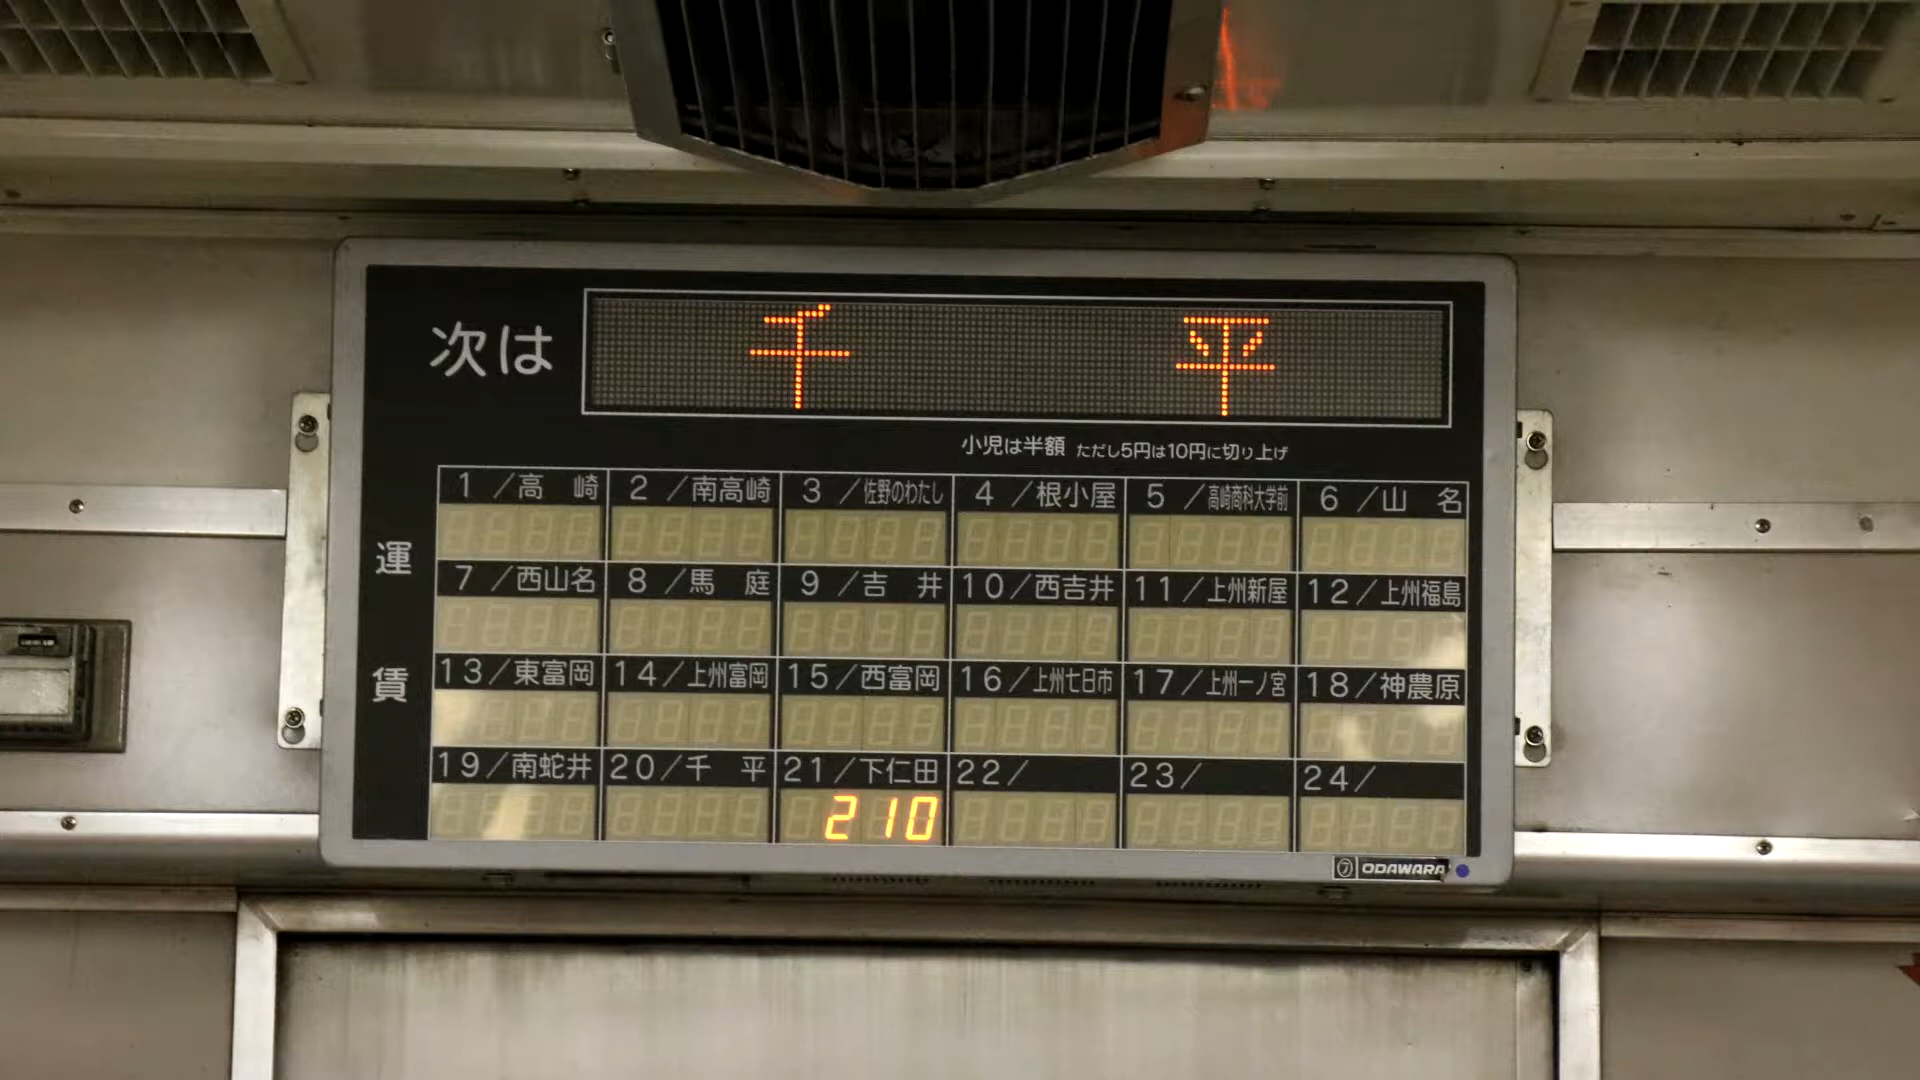 次は 千 平
小児は半額 ただし5円は10円に切り上げ
運賃
1／高 崎 2／南高崎 3／佐野のわたし 4／根小屋 5／高崎商科大学前 6／山 名
7／西山名 8／馬 庭 9／吉 井 10／西吉井 11／上州新屋 12／上州福島
13／東富岡 14／上州富岡 15／西富岡 16／上州七日市 17／上州一ノ宮 18／神農原
19／南蛇井 20／千 平 21／下仁田 22／ 23／ 24／
210
ODAWARA